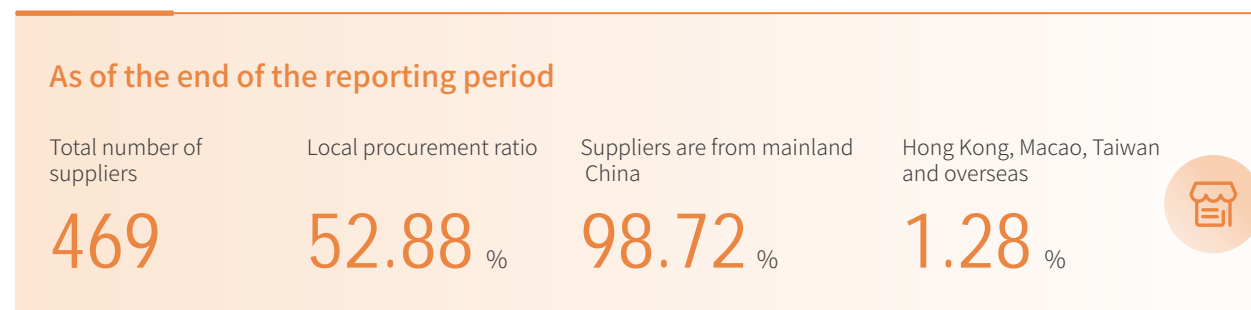 As of the end of the reporting period
Total number of
suppliers
469
Local procurement ratio
52.88 %
Suppliers are from mainland
China
98.72 %
Hong Kong, Macao, Taiwan
and overseas
1.28 %